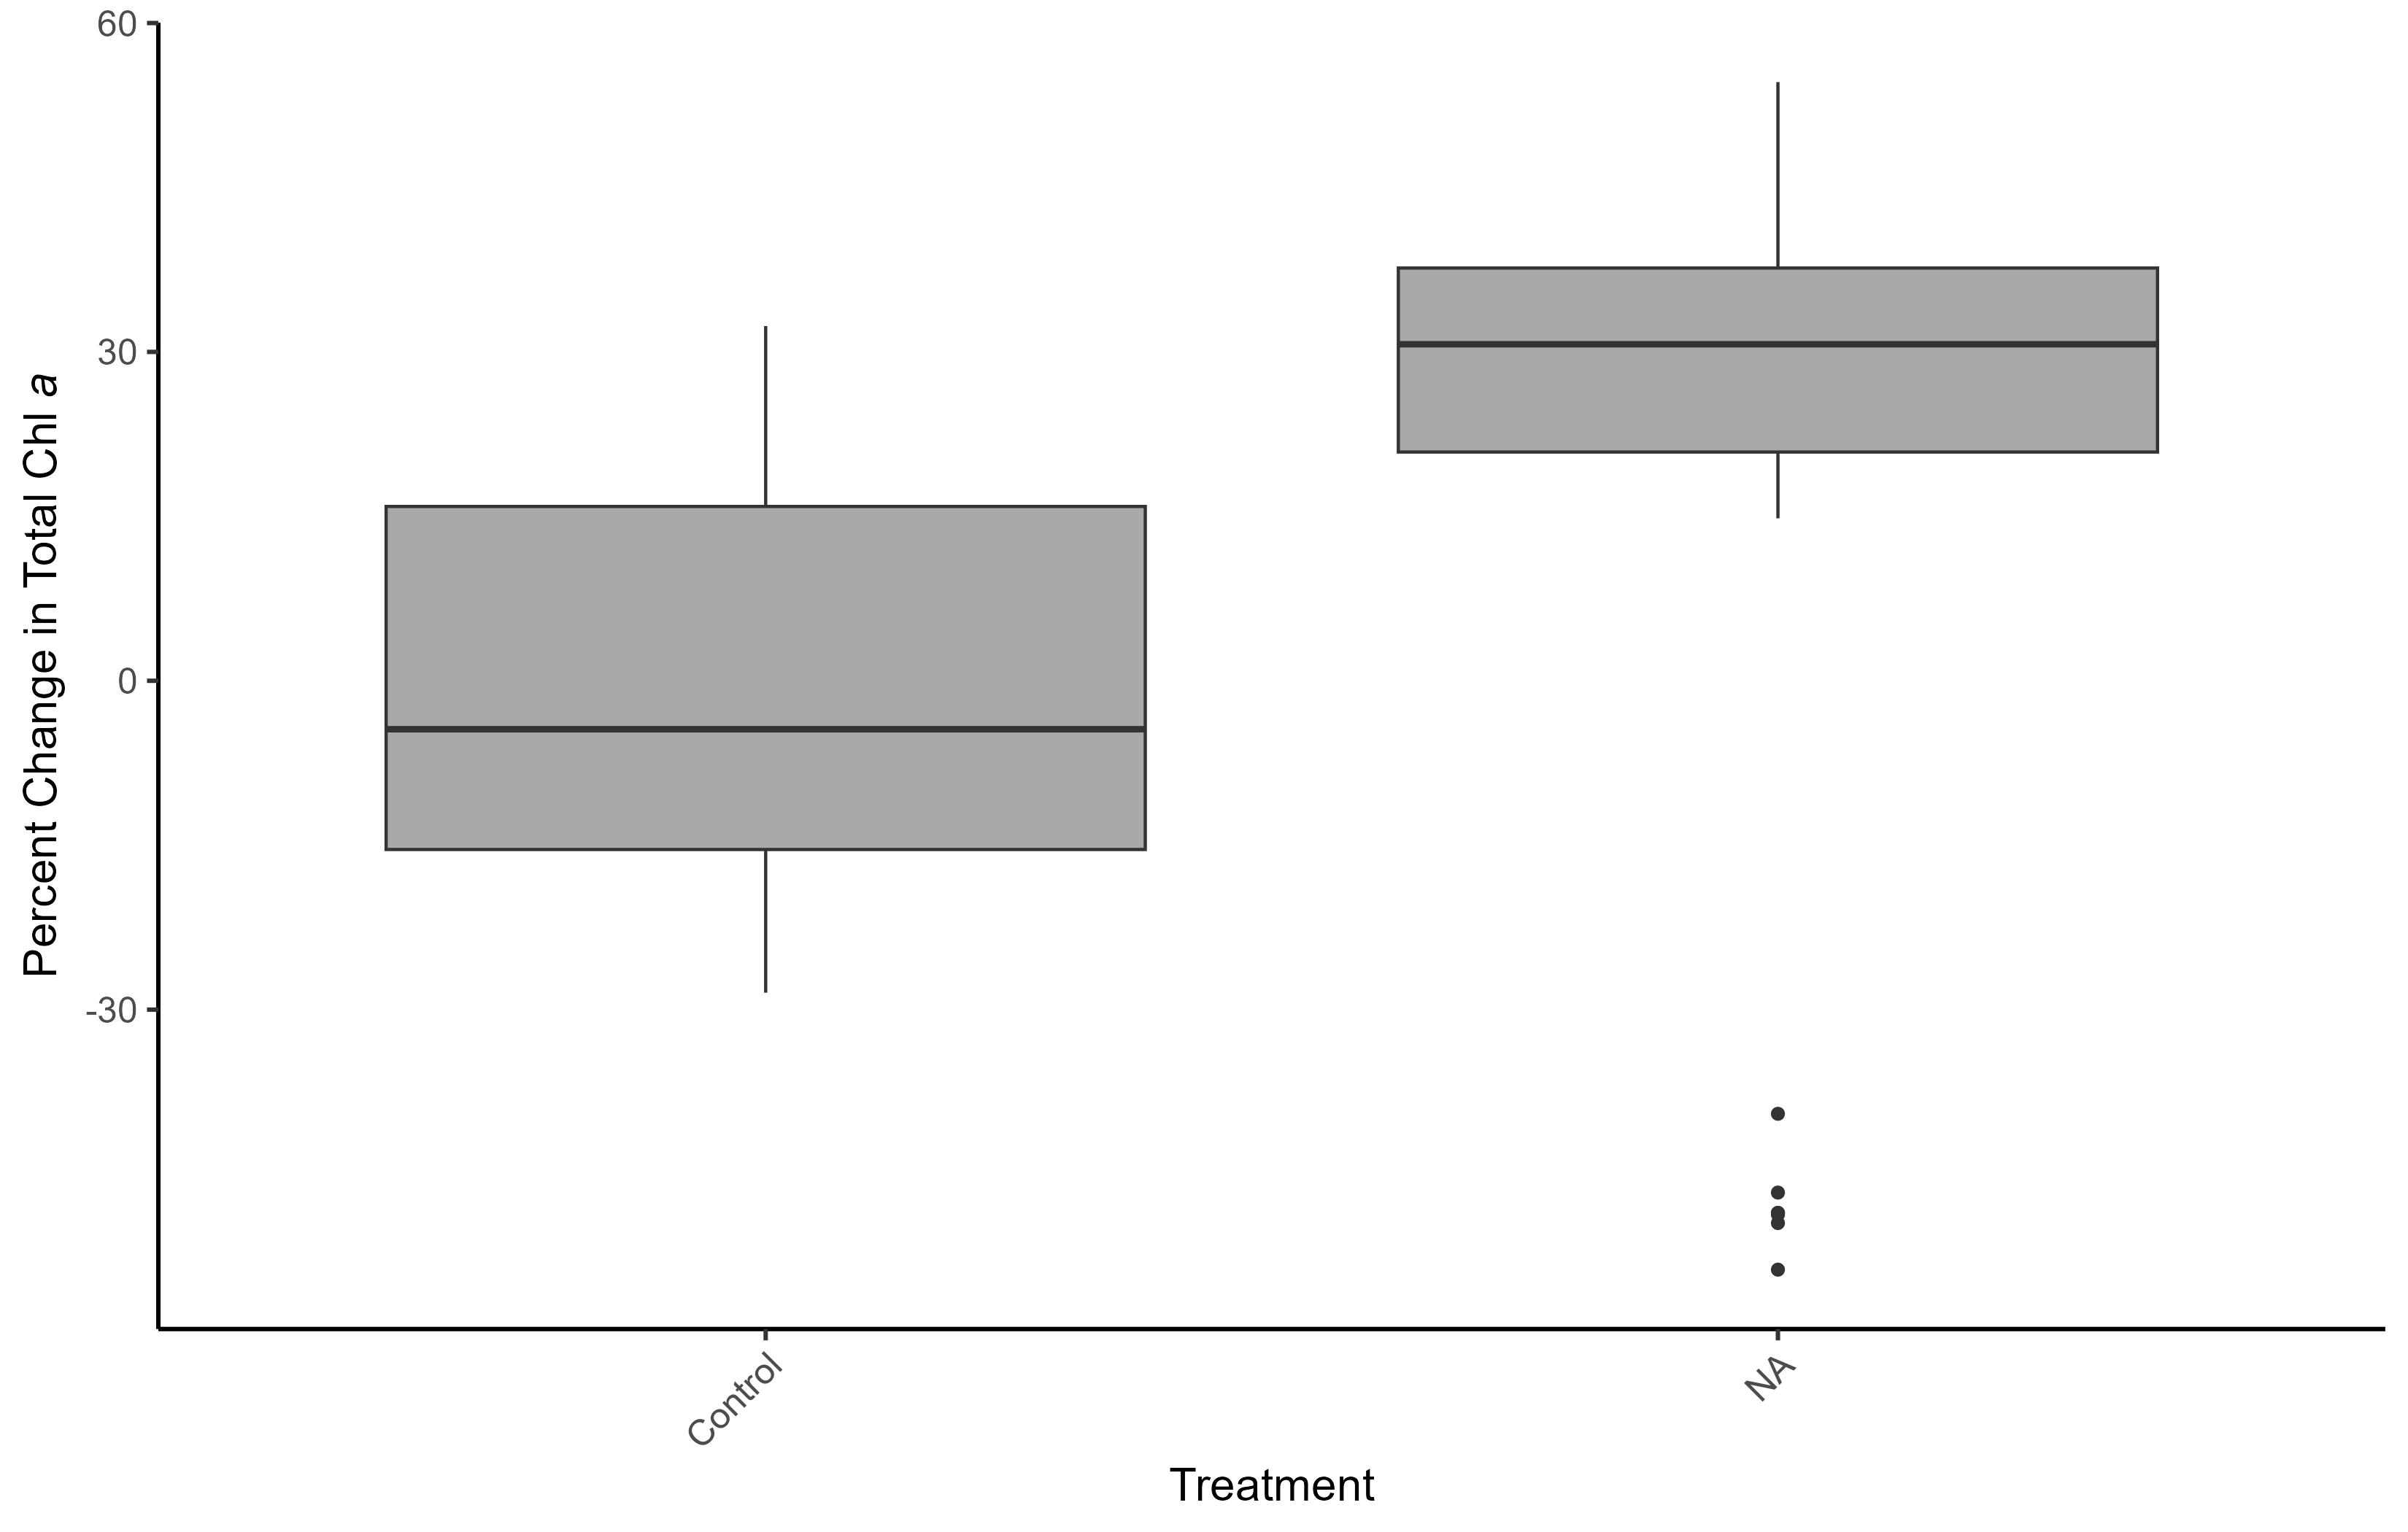 Percent Change in Total Chl a
60
30
0
-30
Control
NA
Treatment